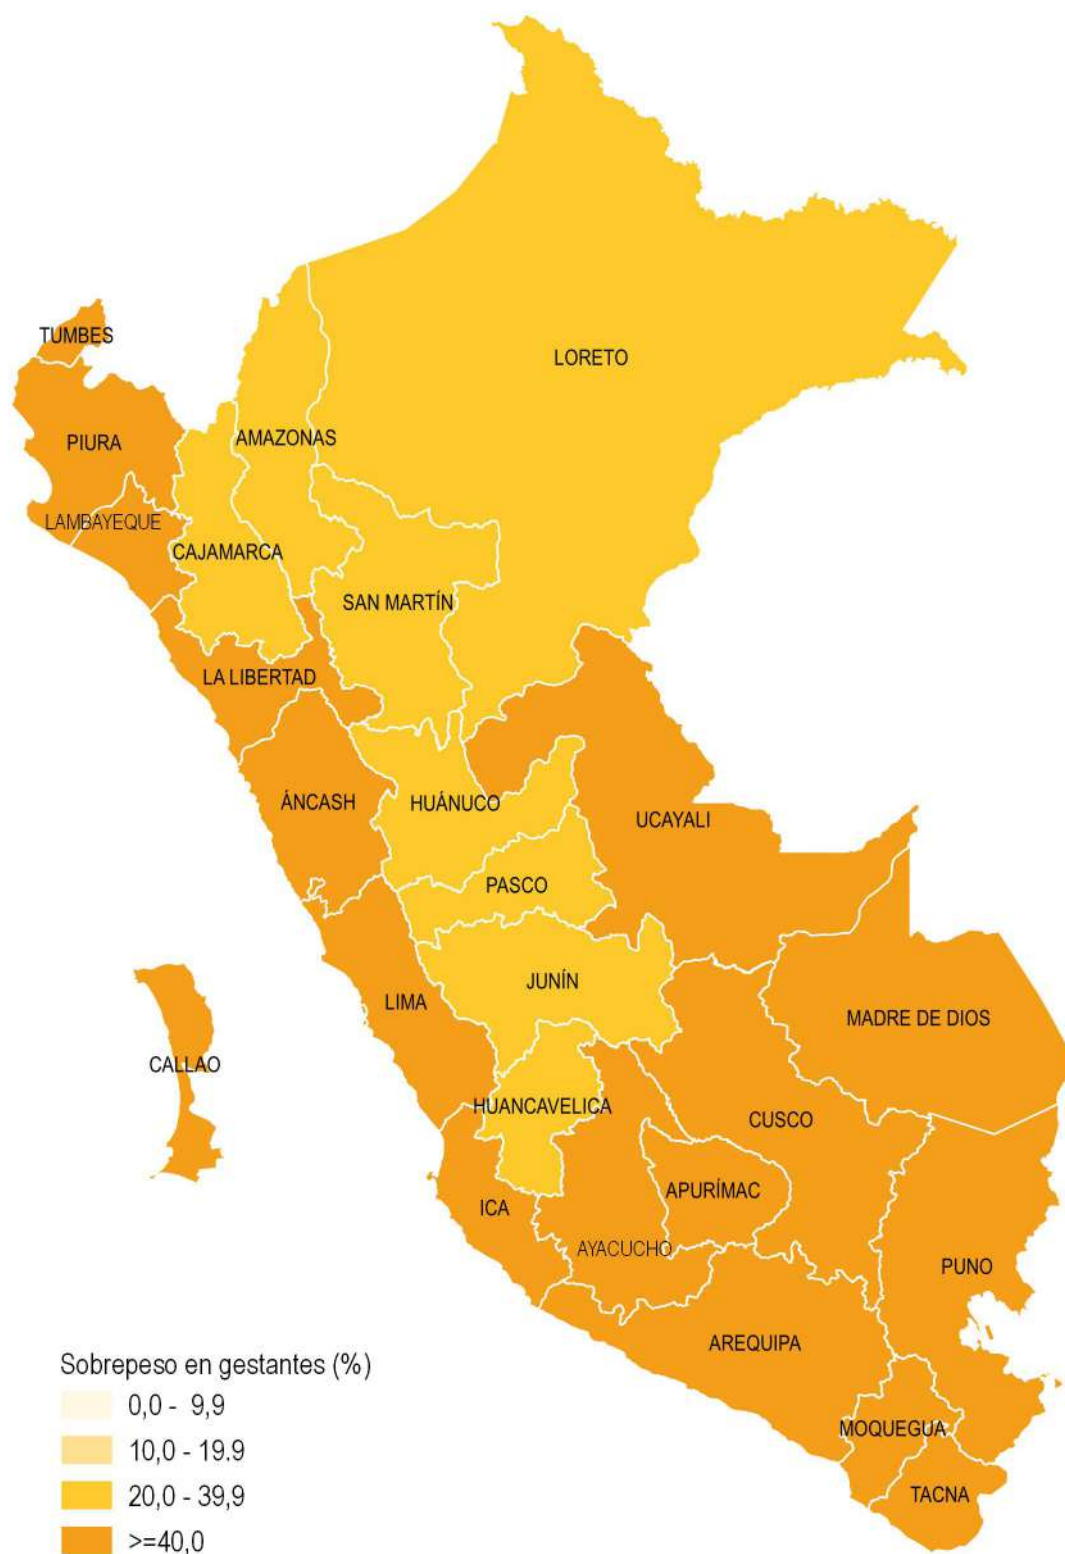 TUMBES
LORETO
PIURA
AMAZONAS
LAMBAYEQUE
CAJAMARCA
SAN MARTÍN
LA LIBERTAD
ÁNCASH
HUÁNUCO
UCAYALI
PASCO
JUNÍN
LIMA
MADRE DE DIOS
CALLAO
HUANCAVELICA
CUSCO
APURÍMAC
ICA
AYACUCHO
PUNO
AREQUIPA
MOQUEGUA
TACNA
Sobrepeso en gestantes (%)
0,0 - 9,9
10,0 - 19.9
20,0 - 39,9
>=40,0